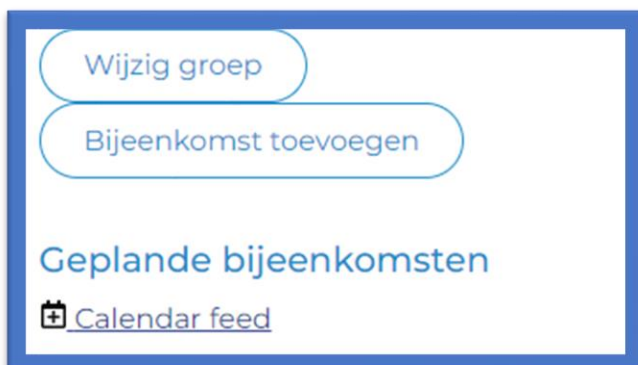 Wijzig groep
Bijeenkomst toevoegen
Geplande bijeenkomsten
Calendar feed